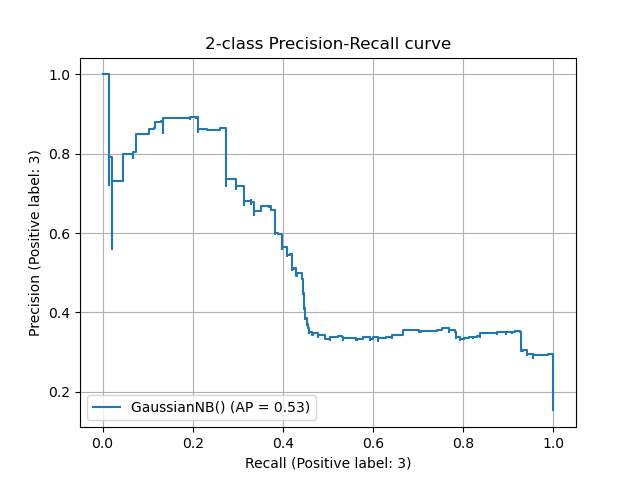 2-class Precision-Recall curve
Precision (Positive label: 3)
1.0
0.8
0.6
0.4
0.2
GaussianNB() (AP = 0.53)
0.0 0.2 0.4 0.6 0.8 1.0
Recall (Positive label: 3)